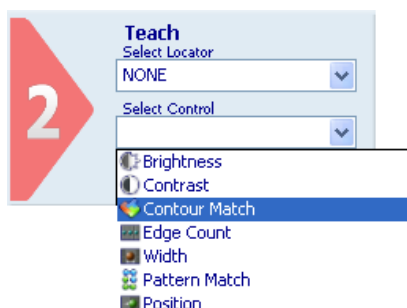 2
Teach
Select Locator
NONE
Select Control
Brightness
Contrast
Contour Match
Edge Count
Width
Pattern Match
Position